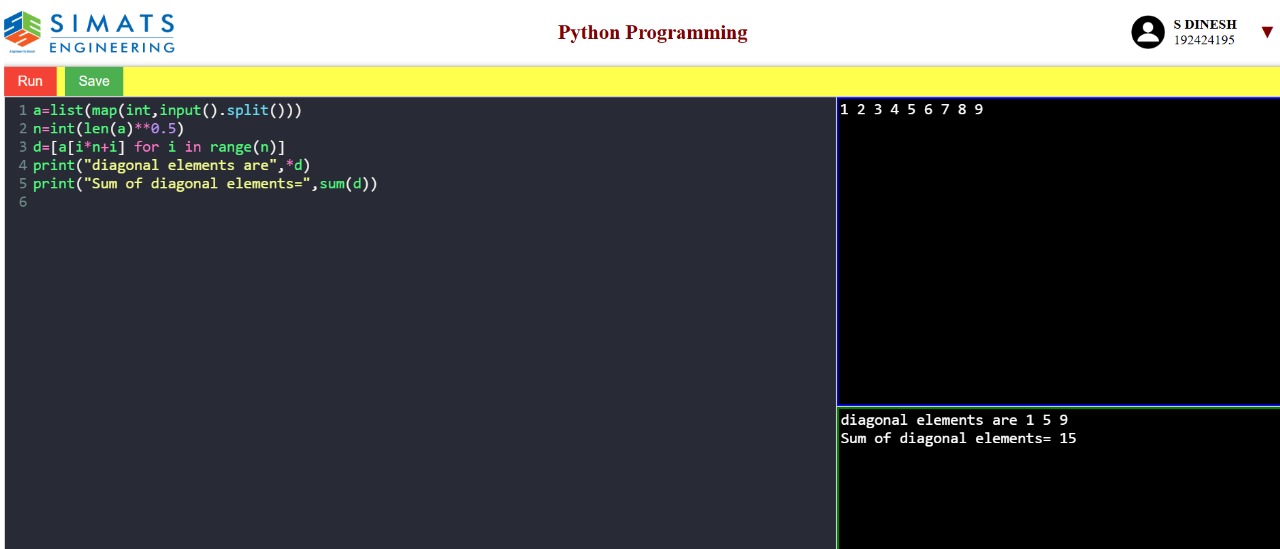 SIMATS
ENGINEERING
Python Programming
S DINESH
192424195
▼
Run
Save
1 a=list(map(int,input().split()))
2 n=int(len(a)**0.5)
3 d=[a[i*n+i] for i in range(n)]
4 print("diagonal elements are",*d)
5 print("Sum of diagonal elements=",sum(d))
6
1 2 3 4 5 6 7 8 9
diagonal elements are 1 5 9
Sum of diagonal elements= 15